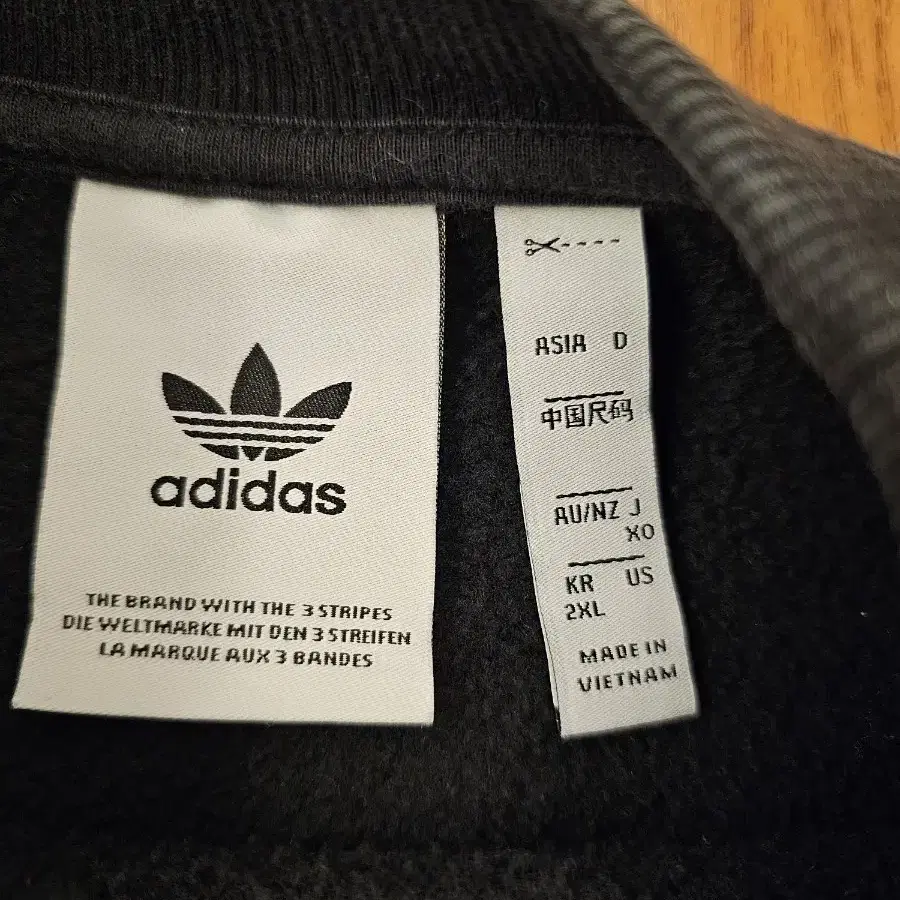 adidas
THE BRAND WITH THE 3 STRIPES
DIE WELTMARKE MIT DEN 3 STREIFEN
LA MARQUE AUX 3 BANDES
ASIA D
中国尺码
AU/NZ J
XO
KR US
2XL
MADE IN
VIETNAM